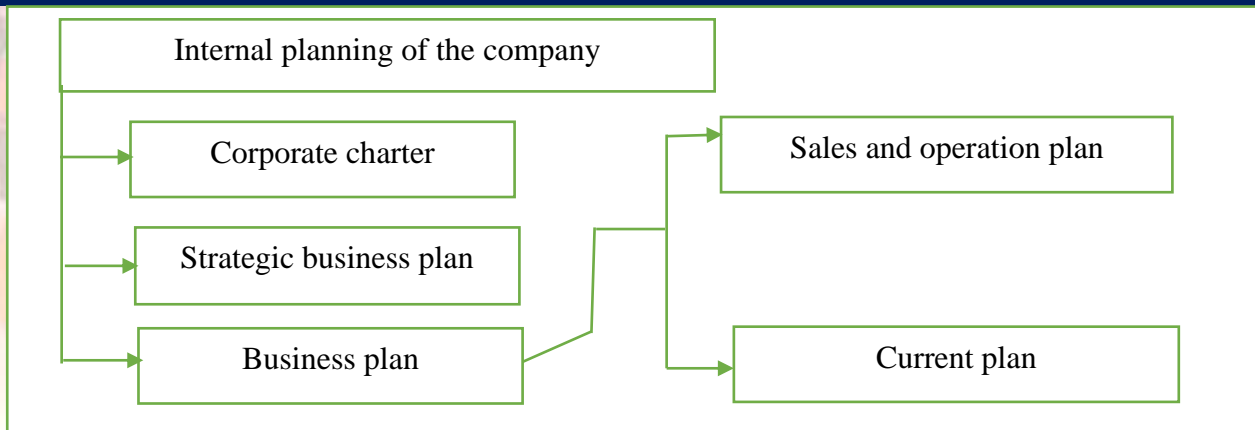 Internal planning of the company
Corporate charter
Strategic business plan
Business plan
Sales and operation plan
Current plan